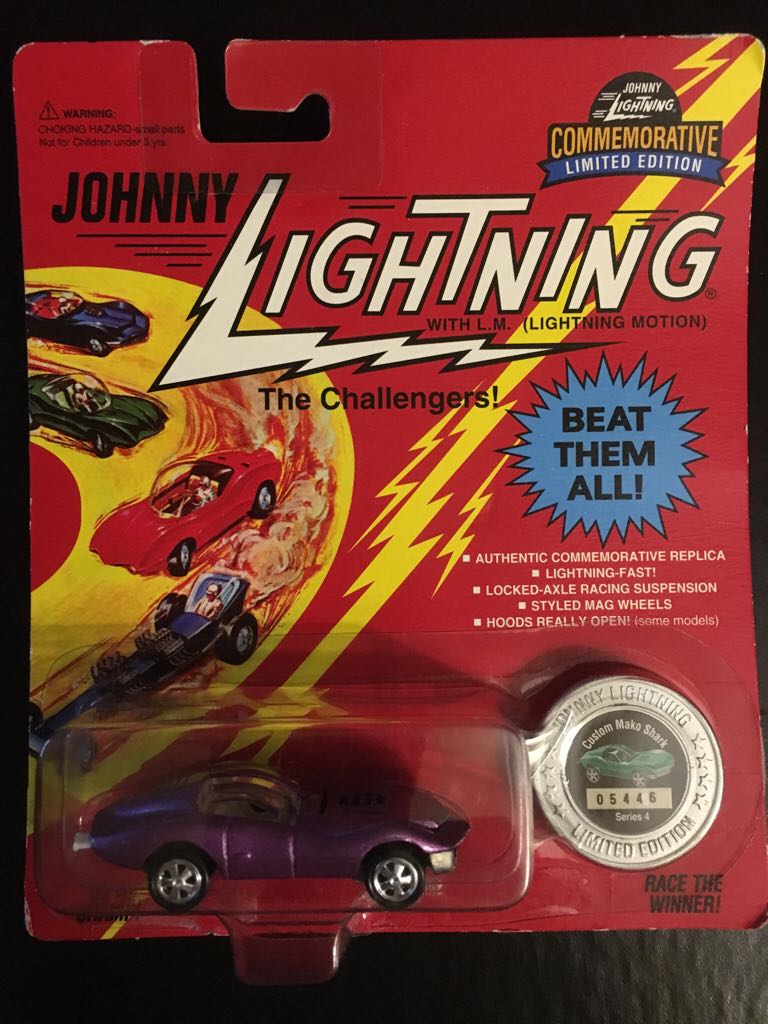 WARNING:
CHOKING HAZARD-small parts
Not for Children under 3 yrs.
JOHNNY
LIGHTNING®
COMMEMORATIVE
LIMITED EDITION
JOHNNY
LIGHTNING®
WITH L.M. (LIGHTNING MOTION)
The Challengers!
BEAT
THEM
ALL!
▪ AUTHENTIC COMMEMORATIVE REPLICA
▪ LIGHTNING-FAST!
▪ LOCKED-AXLE RACING SUSPENSION
▪ STYLED MAG WHEELS
▪ HOODS REALLY OPEN! (some models)
JOHNNY LIGHTNING
Custom Mako Shark
05446
Series 4
LIMITED EDITION
RACE THE
WINNER!